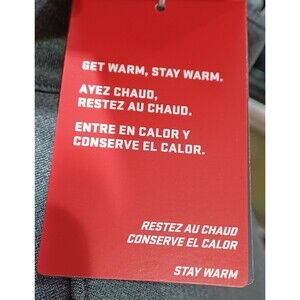 GET WARM, STAY WARM.
AYEZ CHAUD,
RESTEZ AU CHAUD.
ENTRE EN CALOR Y
CONSERVE EL CALOR.
RESTEZ AU CHAUD
CONSERVE EL CALOR
STAY WARM